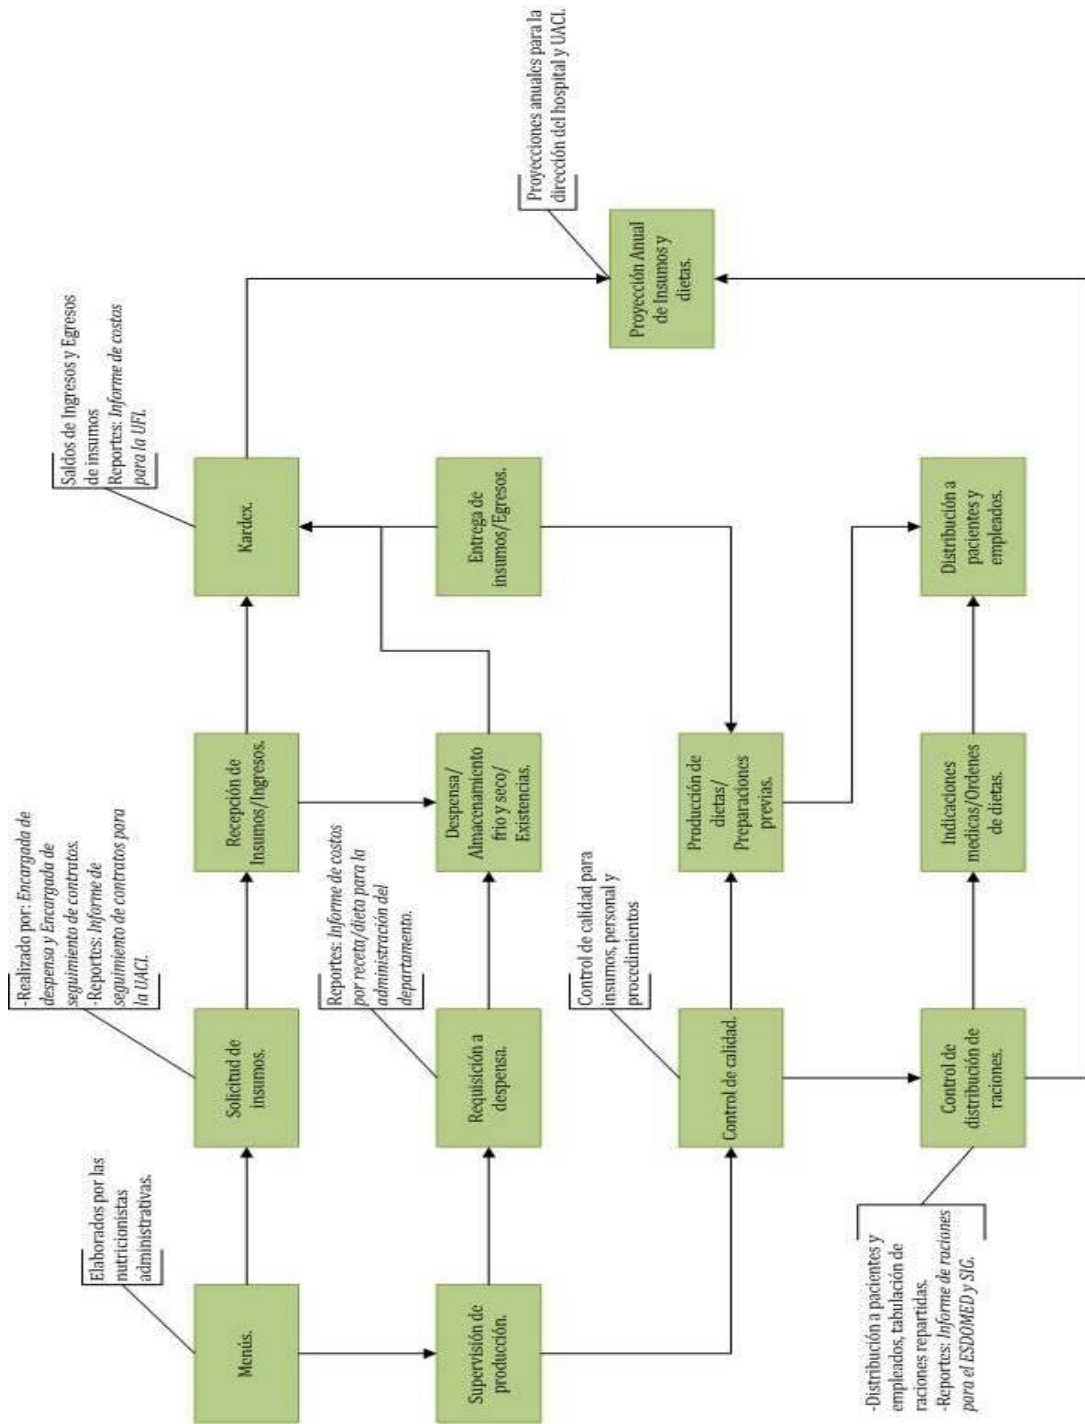 Elaborados por las
nutricionistas
administrativas.
-Realizado por: Encargada de
despensa y Encargada de
seguimiento de contratos.
-Reportes: Informe de
seguimiento de contratos para
la UACI.
Saldos de Ingresos y Egresos
de insumos
Reportes: Informe de costos
para la UFI.
Menús.
Solicitud de
insumos.
Recepción de
Insumos/Ingresos.
Kardex.
Reportes: Informe de costos
por receta/dieta para la
administración del
departamento.
Supervisión de
producción.
Requisición a
despensa.
Despensa/
Almacenamiento
frio y seco/
Existencias.
Entrega de
insumos/Egresos.
Proyecciones anuales para la
dirección del hospital y UACI.
Proyección Anual
de Insumos y
dietas.
Control de calidad para
insumos, personal y
procedimientos
Control de calidad.
Producción de
dietas/
Preparaciones
previas.
-Distribución a pacientes y
empleados, tabulación de
raciones repartidas.
-Reportes: Informe de raciones
para el ESDOMED y SIG.
Control de
distribución de
raciones.
Indicaciones
medicas/Ordenes
de dietas.
Distribución a
pacientes y
empleados.